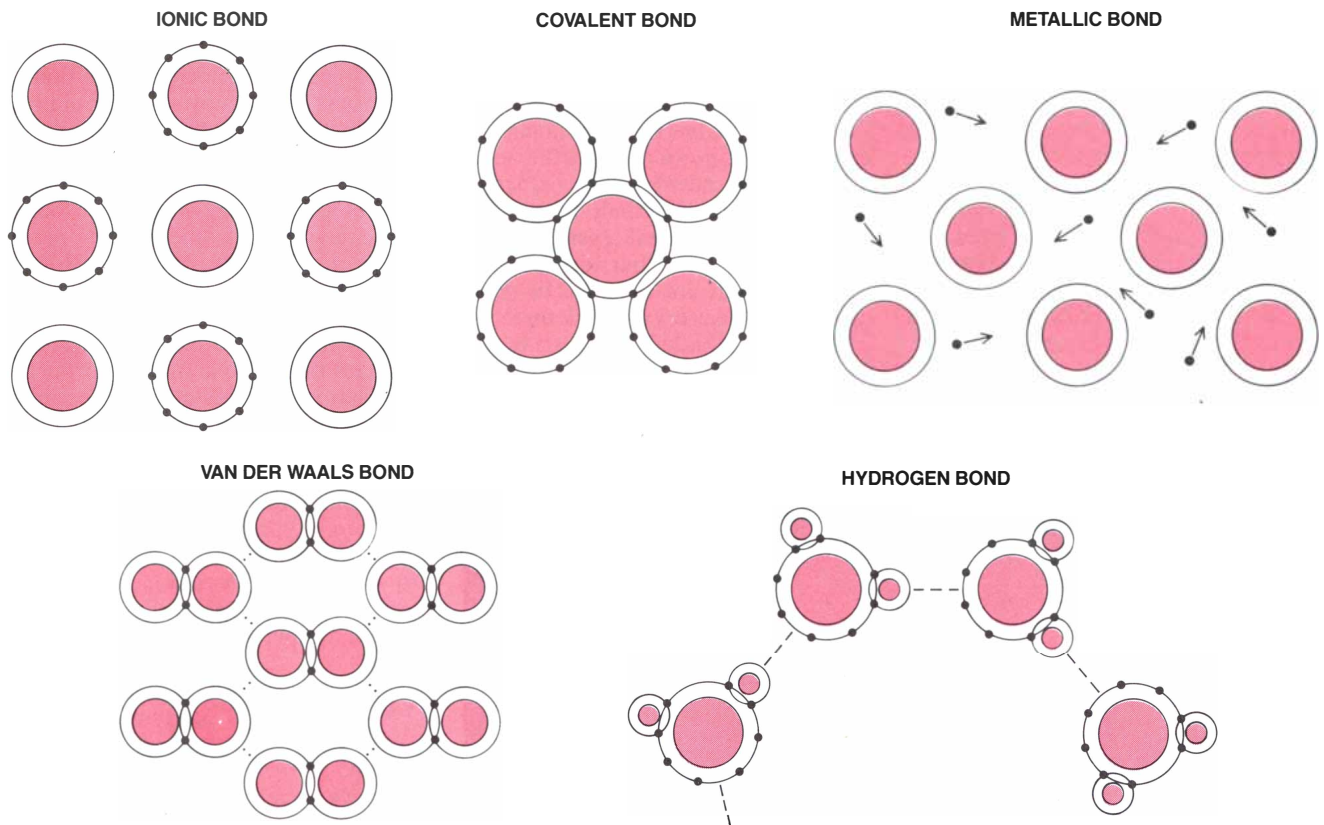 IONIC BOND
COVALENT BOND
METALLIC BOND
VAN DER WAALS BOND
HYDROGEN BOND